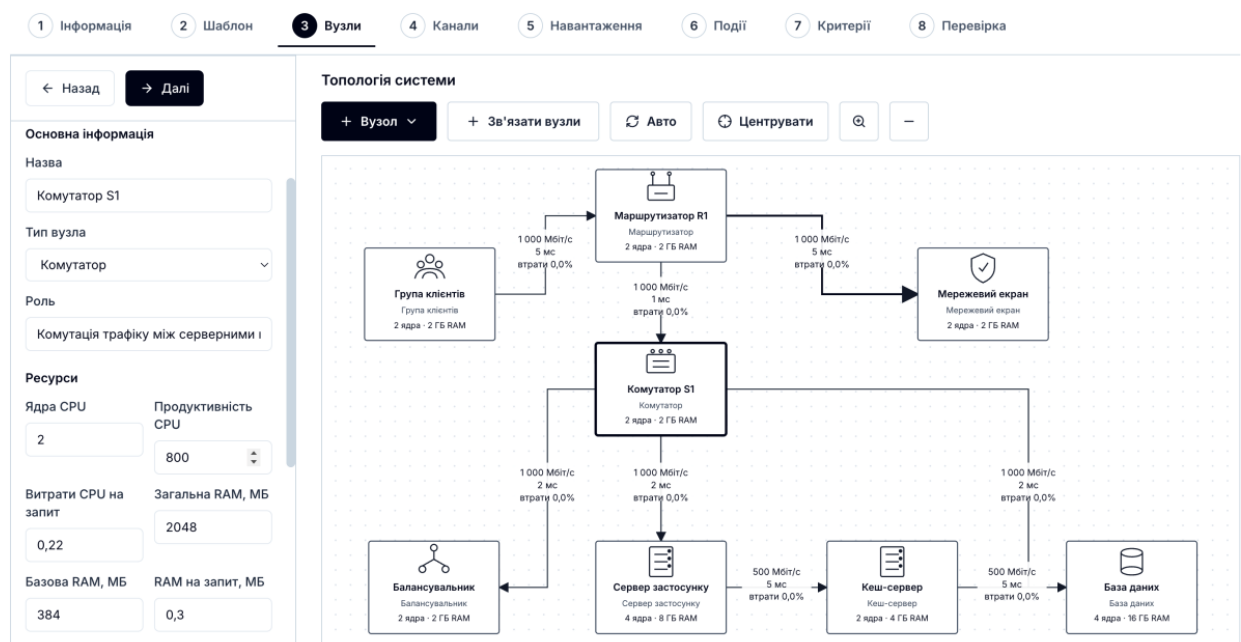 1 Інформація
2 Шаблон
3 Вузли
4 Канали
5 Навантаження
6 Події
7 Критерії
8 Перевірка
← Назад
→ Далі
Основна інформація
Назва
Комутатор S1
Тип вузла
Комутатор
Роль
Комутація трафіку між серверними
Ресурси
Ядра CPU
2
Продуктивність
CPU
800
Витрати CPU на
запит
0,22
Загальна RAM, МБ
2048
Базова RAM, МБ
384
RAM на запит, МБ
0,3
Топологія системи
+ Вузол
+ Зв'язати вузли
Авто
Центрувати
Маршрутизатор R1
Маршрутизатор
2 ядра · 2 ГБ RAM
1 000 Мбіт/с
5 мс
втрати 0,0%
1 000 Мбіт/с
5 мс
втрати 0,0%
Група клієнтів
Група клієнтів
2 ядра · 2 ГБ RAM
1 000 Мбіт/с
1 мс
втрати 0,0%
Мережевий екран
Мережевий екран
2 ядра · 2 ГБ RAM
Комутатор S1
Комутатор
2 ядра · 2 ГБ RAM
1 000 Мбіт/с
2 мс
втрати 0,0%
1 000 Мбіт/с
2 мс
втрати 0,0%
1 000 Мбіт/с
2 мс
втрати 0,0%
Балансувальник
Балансувальник
2 ядра · 2 ГБ RAM
Сервер застосунку
Сервер застосунку
4 ядра · 8 ГБ RAM
500 Мбіт/с
5 мс
втрати 0,0%
Кеш-сервер
Кеш-сервер
2 ядра · 4 ГБ RAM
500 Мбіт/с
5 мс
втрати 0,0%
База даних
База даних
4 ядра · 16 ГБ RAM